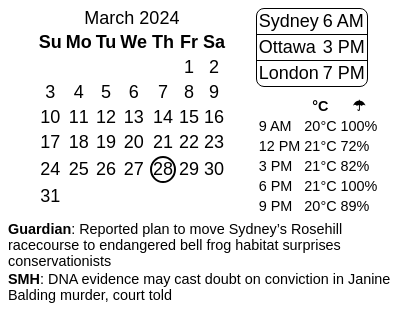 March 2024
Su Mo Tu We Th Fr Sa
1 2
3 4 5 6 7 8 9
10 11 12 13 14 15 16
17 18 19 20 21 22 23
24 25 26 27 28 29 30
31
Sydney 6 AM
Ottawa 3 PM
London 7 PM
°C ☂
9 AM 20°C 100%
12 PM 21°C 72%
3 PM 21°C 82%
6 PM 21°C 100%
9 PM 20°C 89%
Guardian: Reported plan to move Sydney's Rosehill
racecourse to endangered bell frog habitat surprises
conservationists
SMH: DNA evidence may cast doubt on conviction in Janine
Balding murder, court told